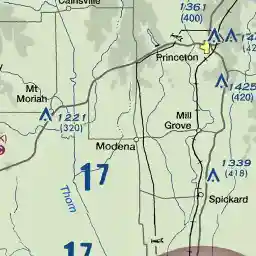 Cainsville
1361
(400)
Princeton
1425
(420)
Mt
Moriah
1221
(320)
Mill
Grove
Modena
17
1339
(418)
Spickard
Thom
17